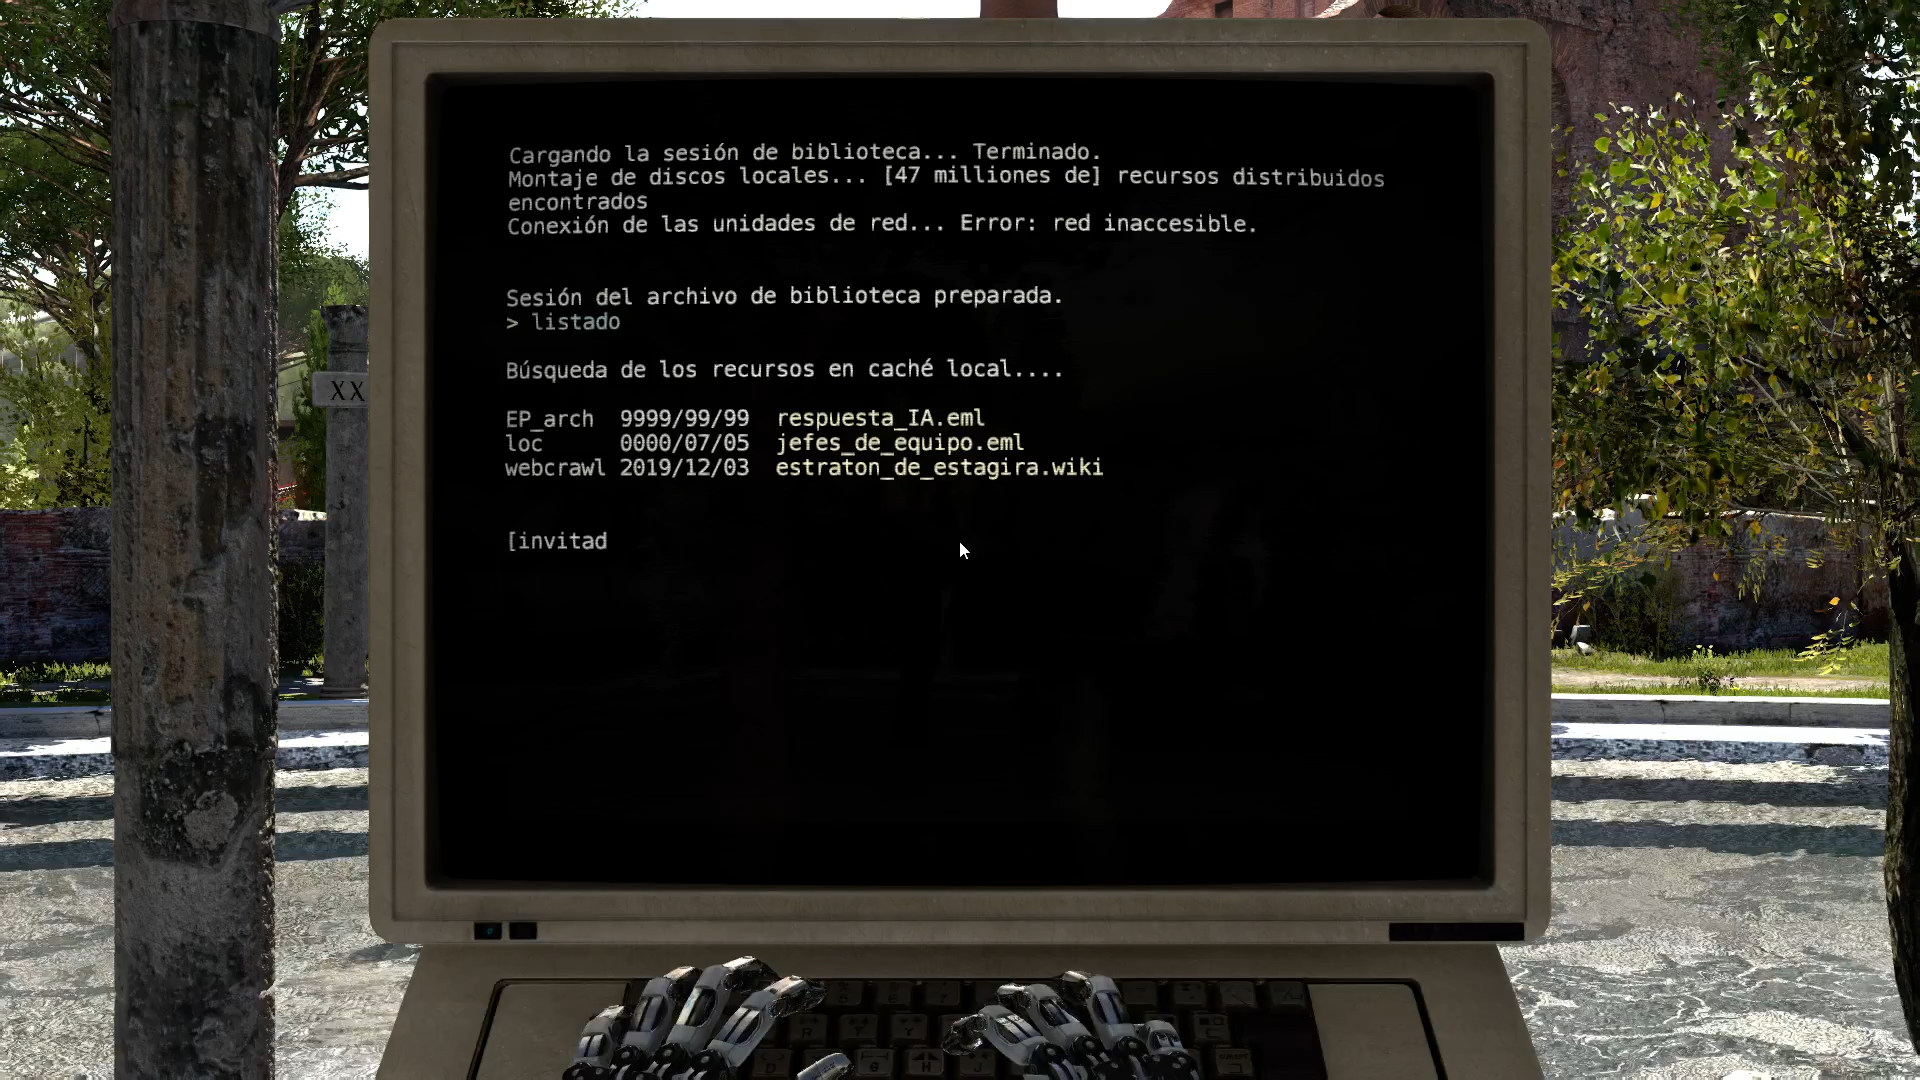 Cargando la sesión de biblioteca... Terminado.
Montaje de discos locales... [47 milliones de] recursos distribuidos
encontrados
Conexión de las unidades de red... Error: red inaccesible.
Sesión del archivo de biblioteca preparada.
> listado
XX
Búsqueda de los recursos en caché local....
EP_arch 9999/99/99 respuesta_IA.eml
loc 0000/07/05 jefes_de_equipo.eml
webcrawl 2019/12/03 estraton_de_estagira.wiki
[invitad